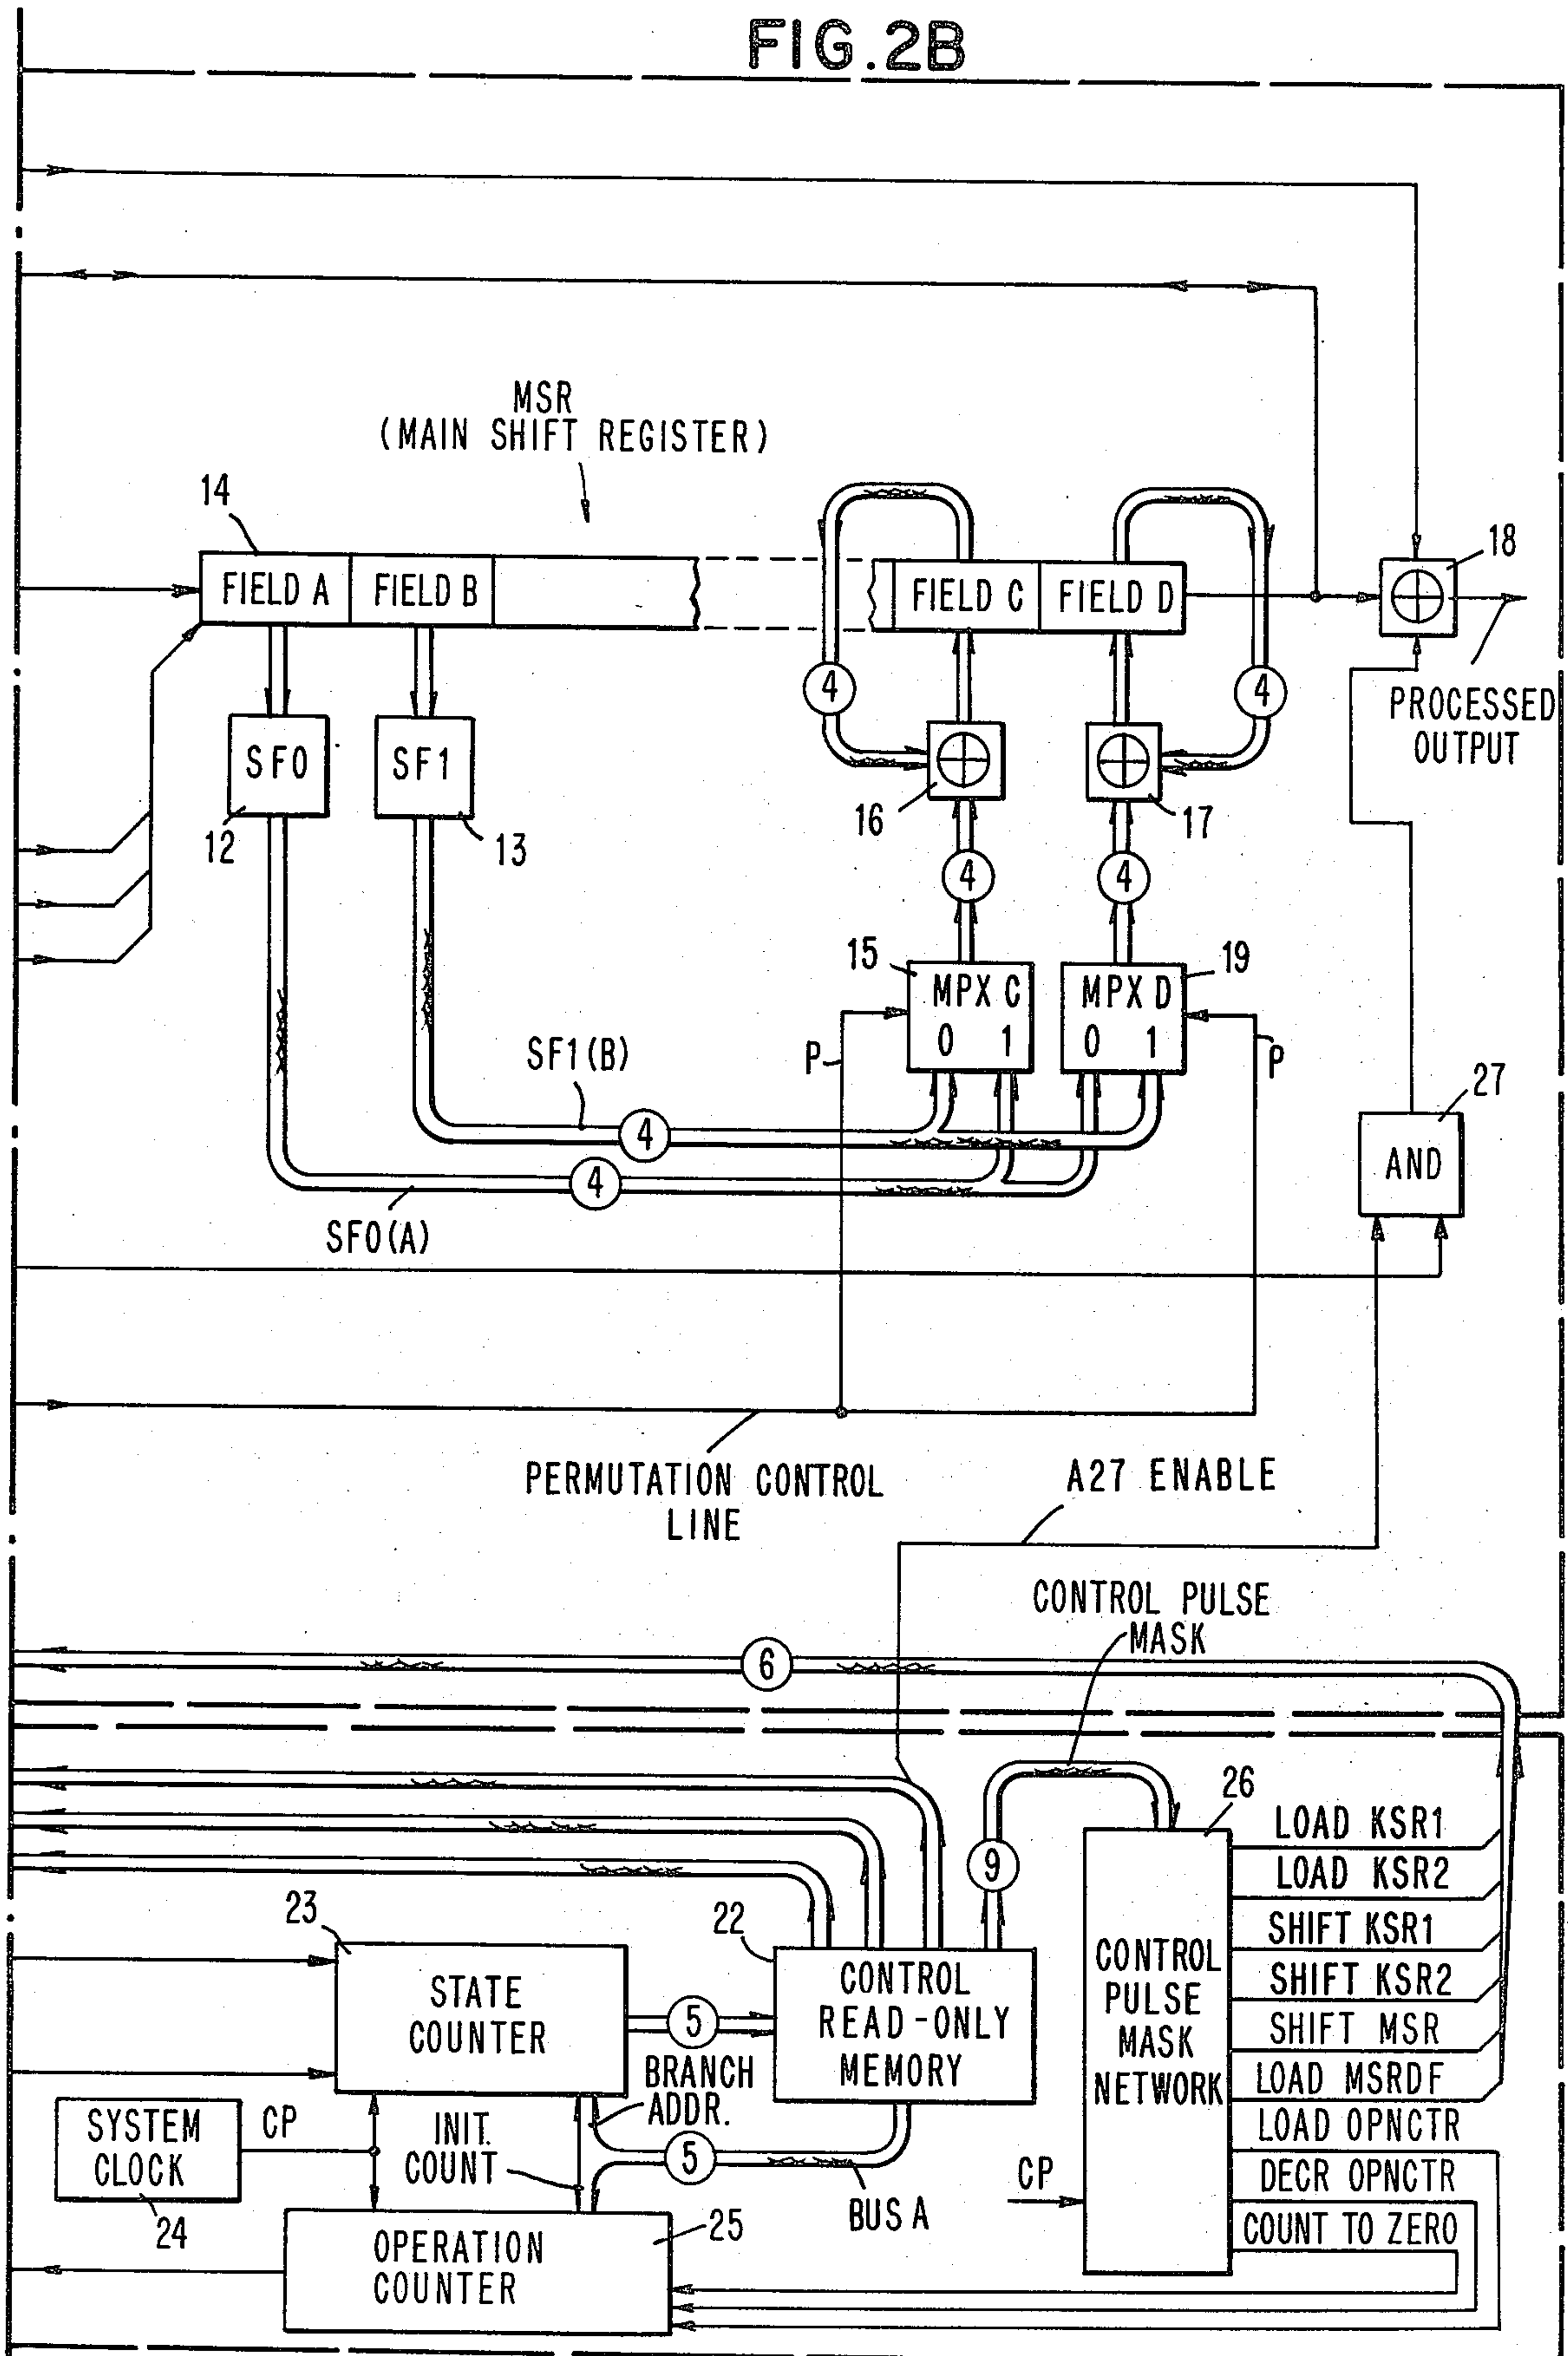 FIG.2B
MSR
(MAIN SHIFT REGISTER)
14
18
FIELD A
FIELD B
FIELD C
FIELD D
4
4
PROCESSED
OUTPUT
SF0
SF1
12
13
16
17
4
4
15
19
MPX C
0 1
MPX D
0 1
P
P
SF1(B)
27
4
4
AND
SF0(A)
PERMUTATION CONTROL
LINE
A27 ENABLE
CONTROL PULSE
MASK
6
26
9
LOAD KSR1
LOAD KSR2
SHIFT KSR1
SHIFT KSR2
SHIFT MSR
LOAD MSRDF
LOAD OPNCTR
DECR OPNCTR
COUNT TO ZERO
23
22
STATE
COUNTER
5
CONTROL
READ-ONLY
MEMORY
CONTROL
PULSE
MASK
NETWORK
BRANCH
ADDR.
SYSTEM
CLOCK
CP
INIT.
COUNT
5
CP
24
BUS A
25
OPERATION
COUNTER